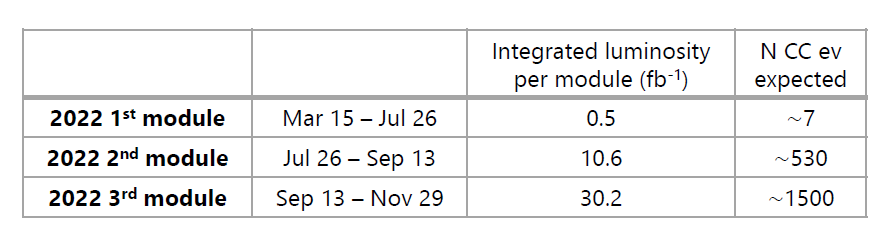 Integrated luminosity per module (fb⁻¹) N CC ev expected
2022 1ˢᵗ module Mar 15 – Jul 26 0.5 ~7
2022 2ⁿᵈ module Jul 26 – Sep 13 10.6 ~530
2022 3ʳᵈ module Sep 13 – Nov 29 30.2 ~1500